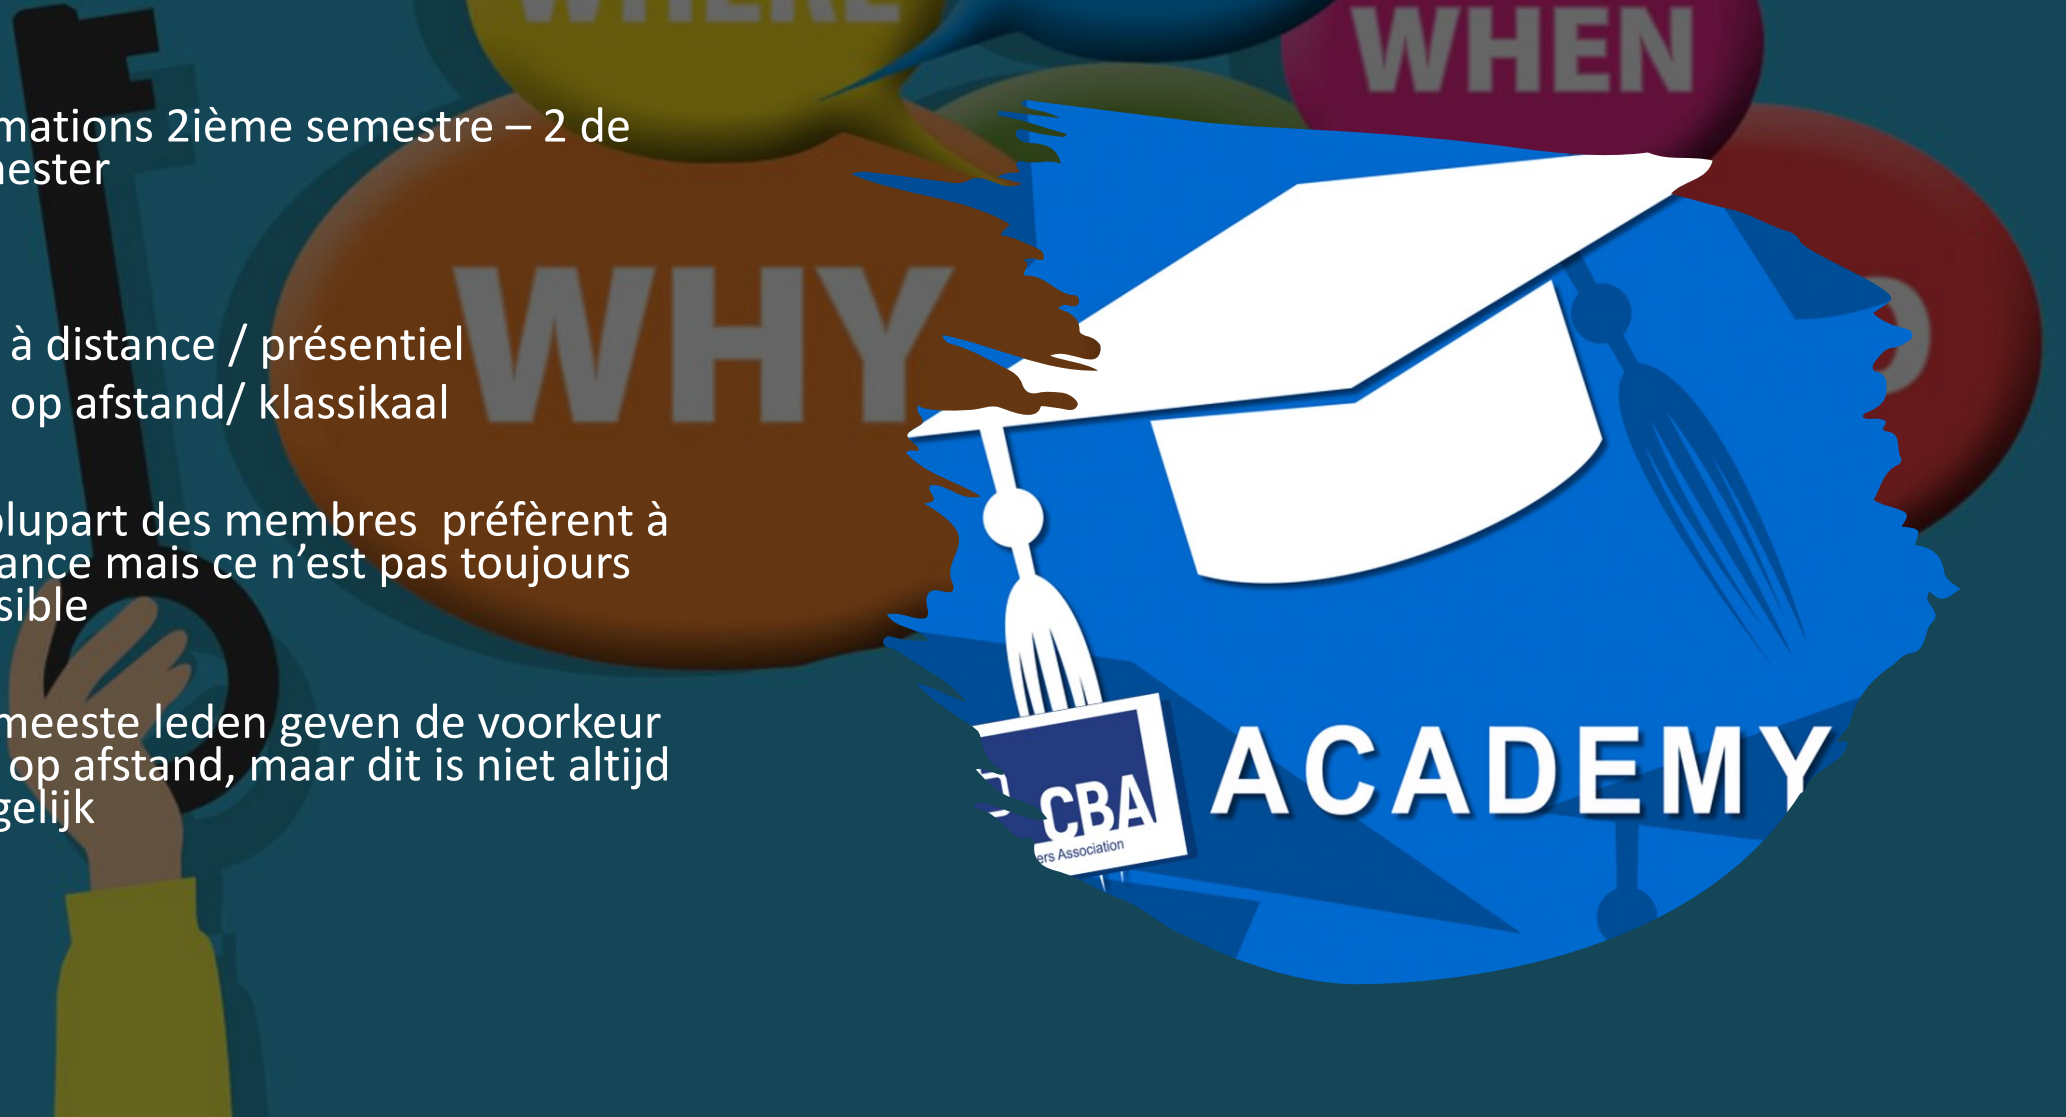 WHERE
WHEN
mations 2ième semestre – 2 de
ester
WHY
à distance / présentiel
op afstand/ klassikaal
plupart des membres  préfèrent à
ance mais ce n’est pas toujours
sible
meeste leden geven de voorkeur
op afstand, maar dit is niet altijd
gelijk
CBA
ers Association
ACADEMY